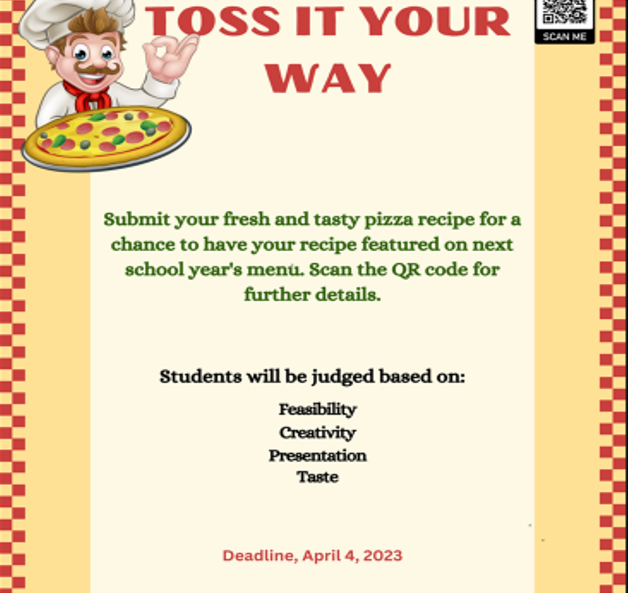 TOSS IT YOUR
WAY
SCAN ME
Submit your fresh and tasty pizza recipe for a
chance to have your recipe featured on next
school year's menu. Scan the QR code for
further details.
Students will be judged based on:
Feasibility
Creativity
Presentation
Taste
Deadline, April 4, 2023